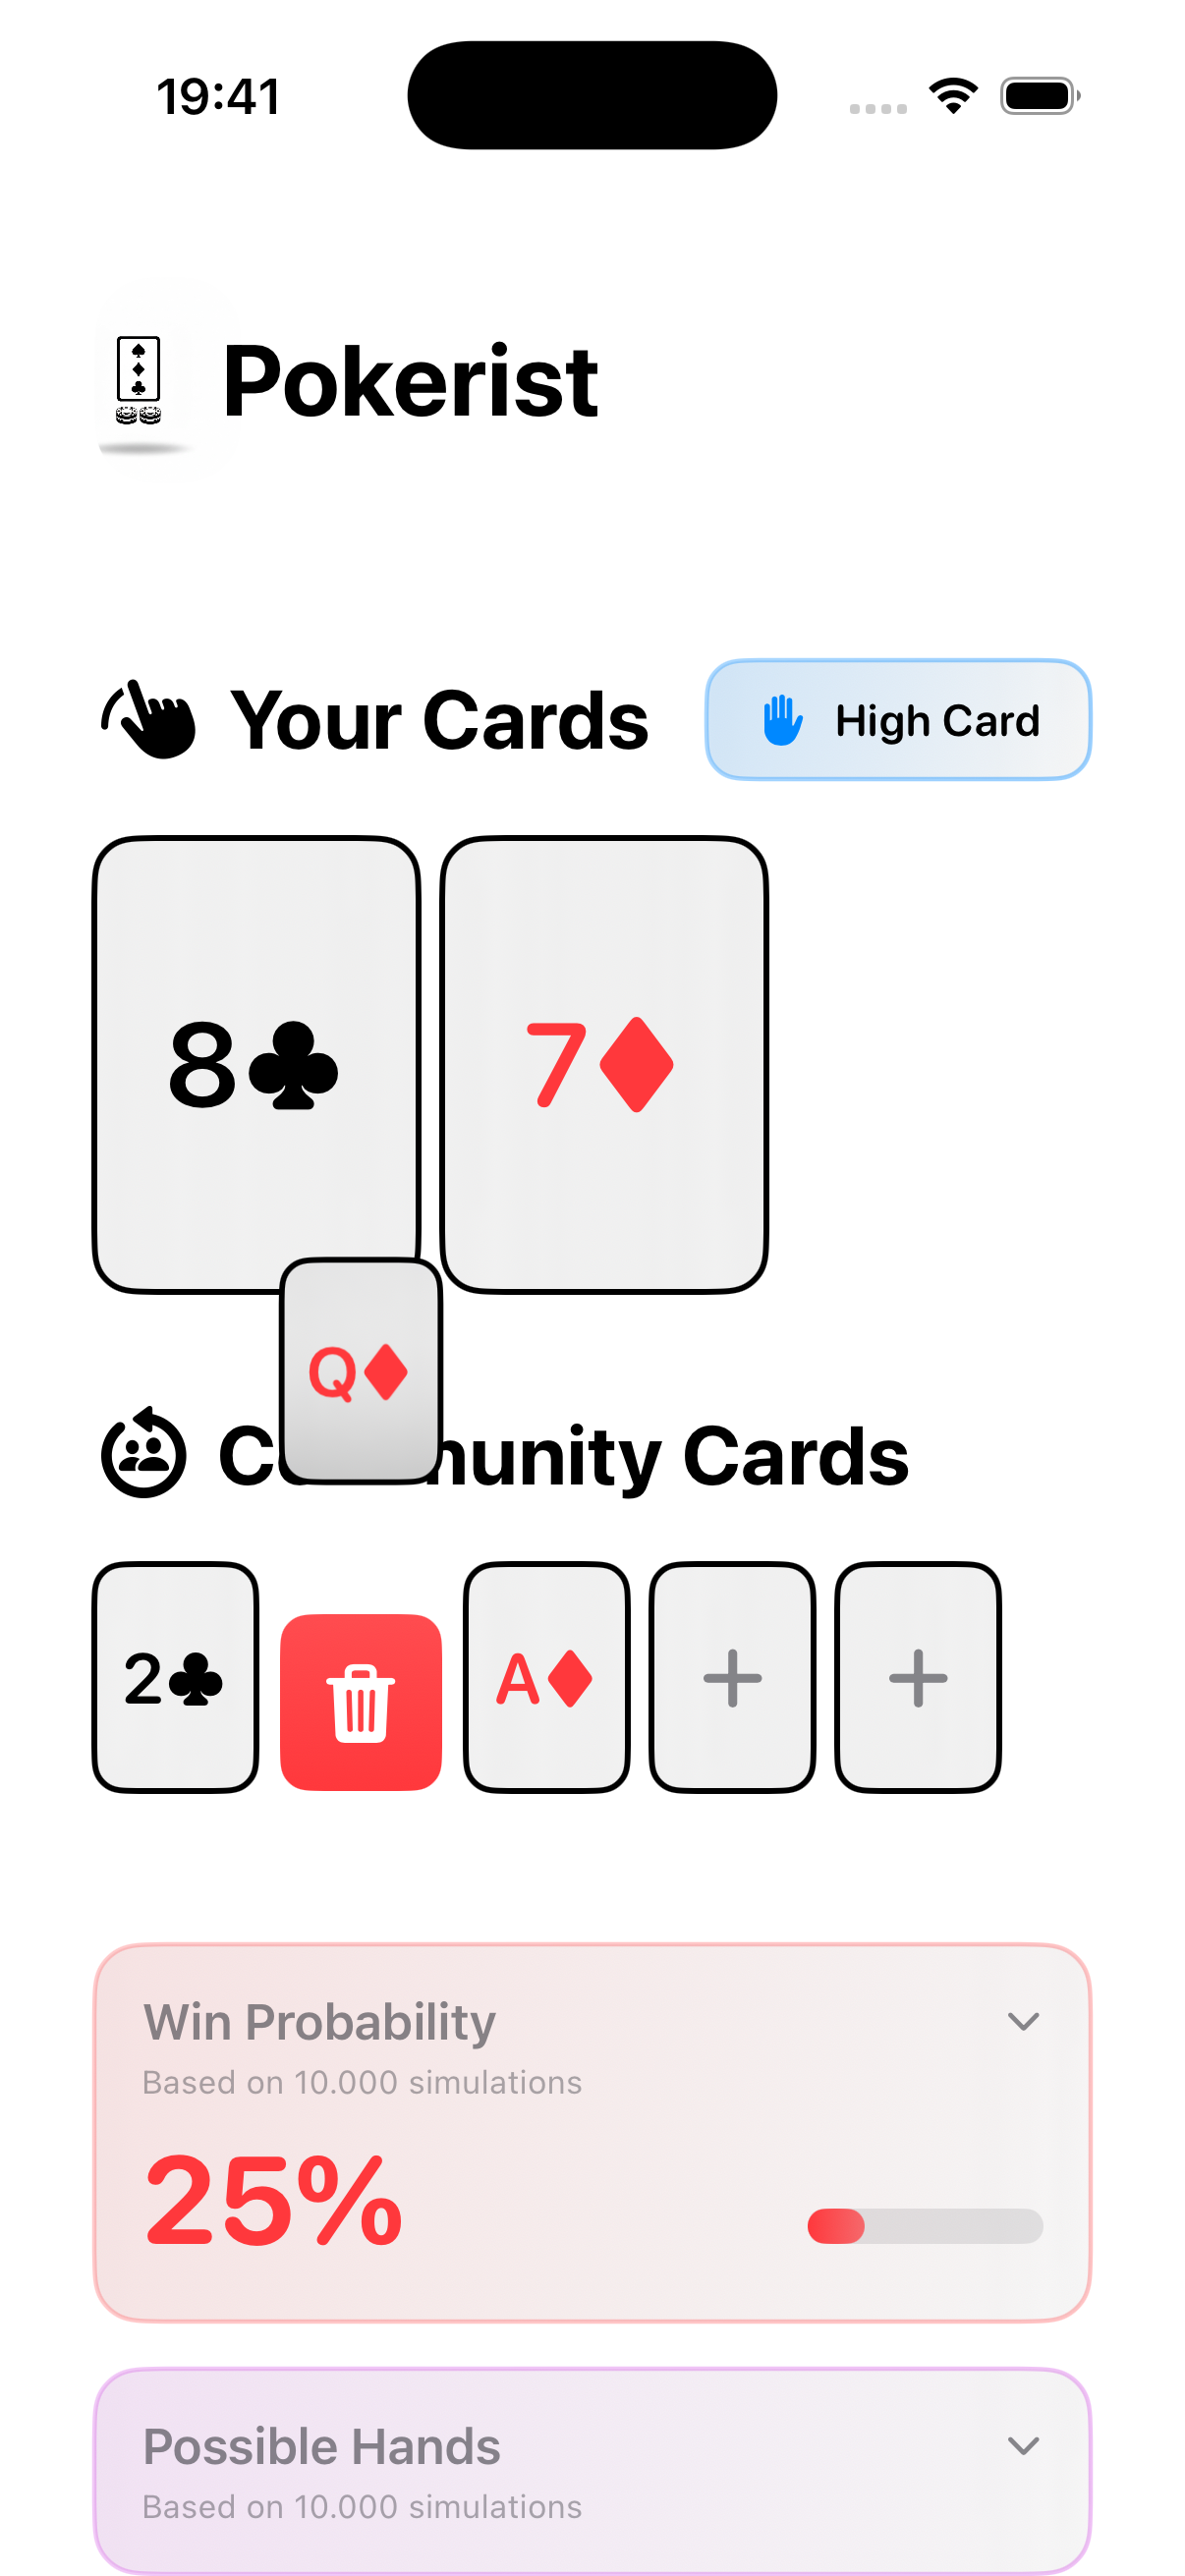 19:41
Pokerist
Your Cards
High Card
8♣ 7♦
Q♦
C munity Cards
2♣ A♦ + +
Win Probability
Based on 10.000 simulations
25%
Possible Hands
Based on 10.000 simulations